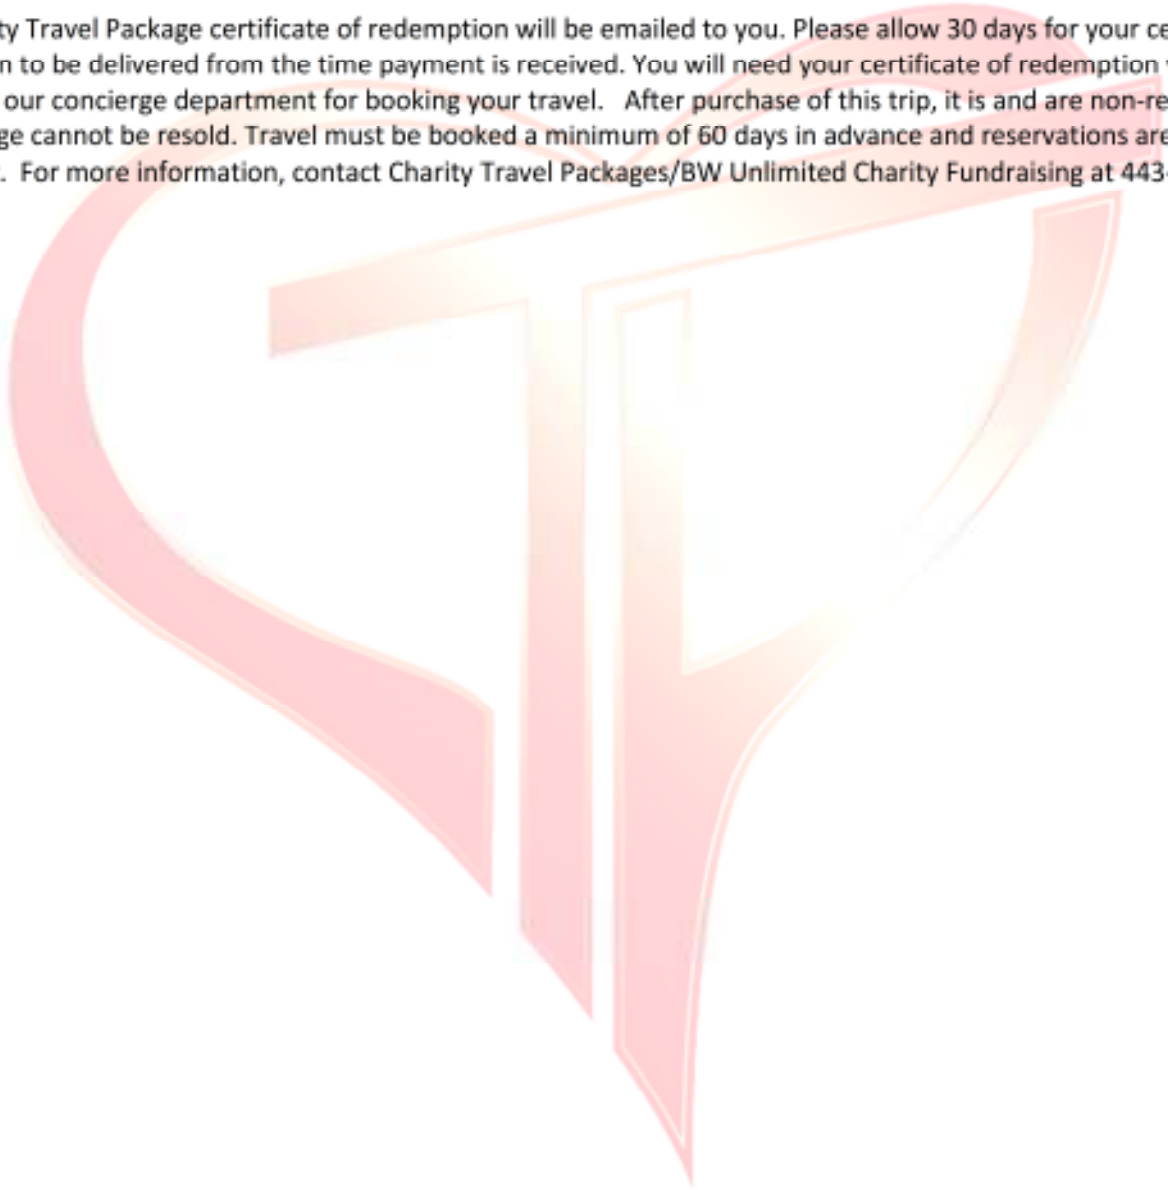 ty Travel Package certificate of redemption will be emailed to you. Please allow 30 days for your ce
n to be delivered from the time payment is received. You will need your certificate of redemption
our concierge department for booking your travel. After purchase of this trip, it is and are non-re
ge cannot be resold. Travel must be booked a minimum of 60 days in advance and reservations are
. For more information, contact Charity Travel Packages/BW Unlimited Charity Fundraising at 443-